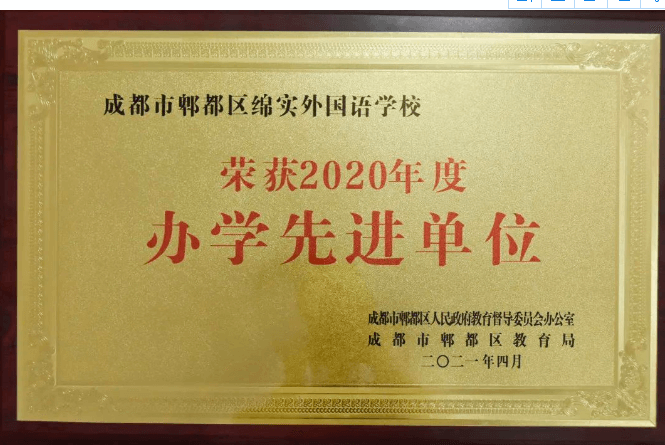 成都市郫都区绵实外国语学校
荣获2020年度
办学先进单位
成都市郫都区人民政府教育督导委员会办公室
成都市郫都区教育局
二〇二一年四月